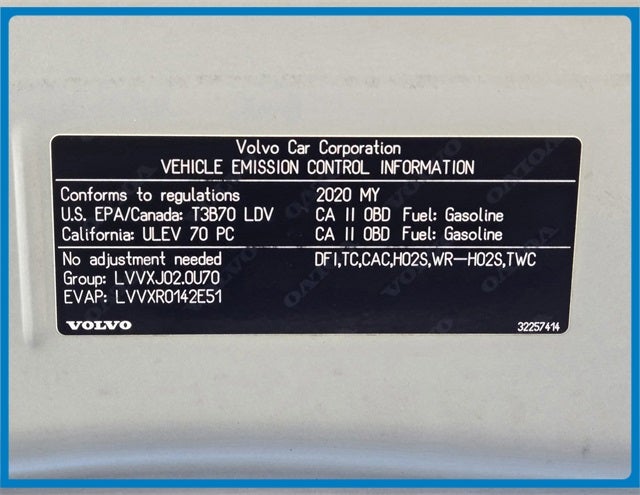 Volvo Car Corporation
VEHICLE EMISSION CONTROL INFORMATION
Conforms to regulations 2020 MY
U.S. EPA/Canada: T3B70 LDV CA II OBD Fuel: Gasoline
California: ULEV 70 PC CA II OBD Fuel: Gasoline
No adjustment needed DFI,TC,CAC,HO2S,WR-HO2S,TWC
Group: LVVXJ02.0U70
EVAP: LVVXR0142E51
VOLVO 32257414